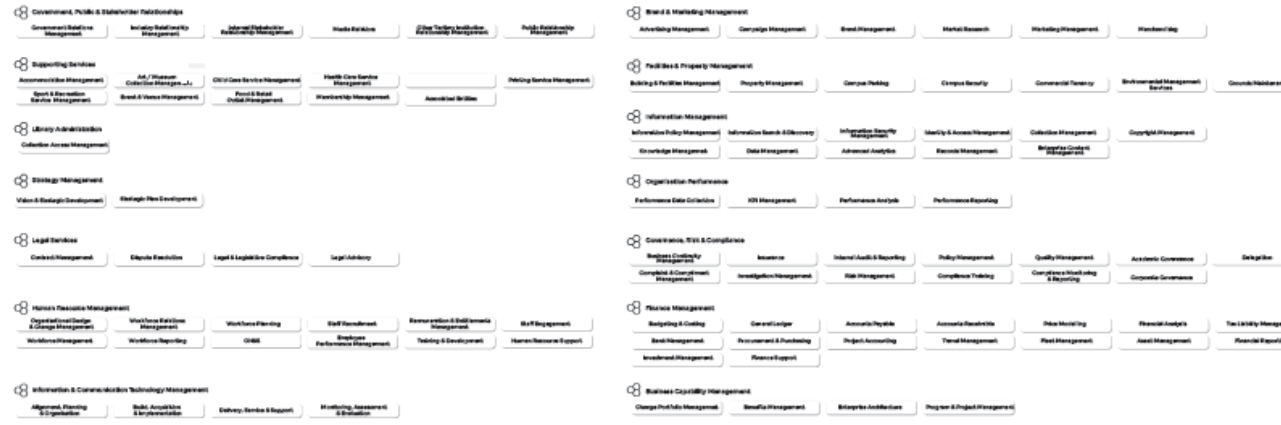 Government, Public & Stakeholder Relationships
Government Relations
Management
Industry Relationship
Management
Internal Stakeholder
Relationship Management
Media Relations
Other Tertiary Institution
Relationship Management
Public Relationship
Management
Supporting Services
Accommodation Management
Art / Museum
Collection Management
Child Care Service Management
Health Care Service
Management
Printing Service Management
Sport & Recreation
Service Management
Event & Venue Management
Food & Retail
Outlet Management
Membership Management
Associated Entities
Library Administration
Collection Access Management
Strategy Management
Vision & Strategic Development
Strategic Plan Development
Legal Services
Contract Management
Dispute Resolution
Legal & Legislative Compliance
Legal Advisory
Human Resource Management
Organisational Design
& Change Management
Workforce Relations
Management
Workforce Planning
Staff Recruitment
Remuneration & Entitlements
Management
Staff Engagement
Workforce Management
Workforce Reporting
OH&S
Employee
Performance Management
Training & Development
Human Resource Support
Information & Communication Technology Management
Alignment, Planning
& Organisation
Build, Acquisition
& Implementation
Delivery, Service & Support
Monitoring, Assessment
& Evaluation
Brand & Marketing Management
Advertising Management
Campaign Management
Brand Management
Market Research
Marketing Management
Merchandising
Facilities & Property Management
Building & Facilities Management
Property Management
Campus Parking
Campus Security
Commercial Tenancy
Environmental Management
Services
Grounds Maintenan
Information Management
Information Policy Management
Information Search & Discovery
Information Security
Management
Identity & Access Management
Collection Management
Copyright Management
Knowledge Management
Data Management
Advanced Analytics
Records Management
Enterprise Content
Management
Organisation Performance
Performance Data Collection
KPI Management
Performance Analysis
Performance Reporting
Governance, Risk & Compliance
Business Continuity
Management
Insurance
Internal Audit & Reporting
Policy Management
Quality Management
Academic Governance
Delegation
Complaint & Compliment
Management
Investigation Management
Risk Management
Compliance Training
Compliance Monitoring
& Reporting
Corporate Governance
Finance Management
Budgeting & Costing
General Ledger
Accounts Payable
Accounts Receivable
Price Modelling
Financial Analysis
Tax Liability Manage
Bank Management
Procurement & Purchasing
Project Accounting
Travel Management
Fleet Management
Asset Management
Financial Report
Investment Management
Finance Support
Business Capability Management
Change Portfolio Management
Benefits Management
Enterprise Architecture
Program & Project Management